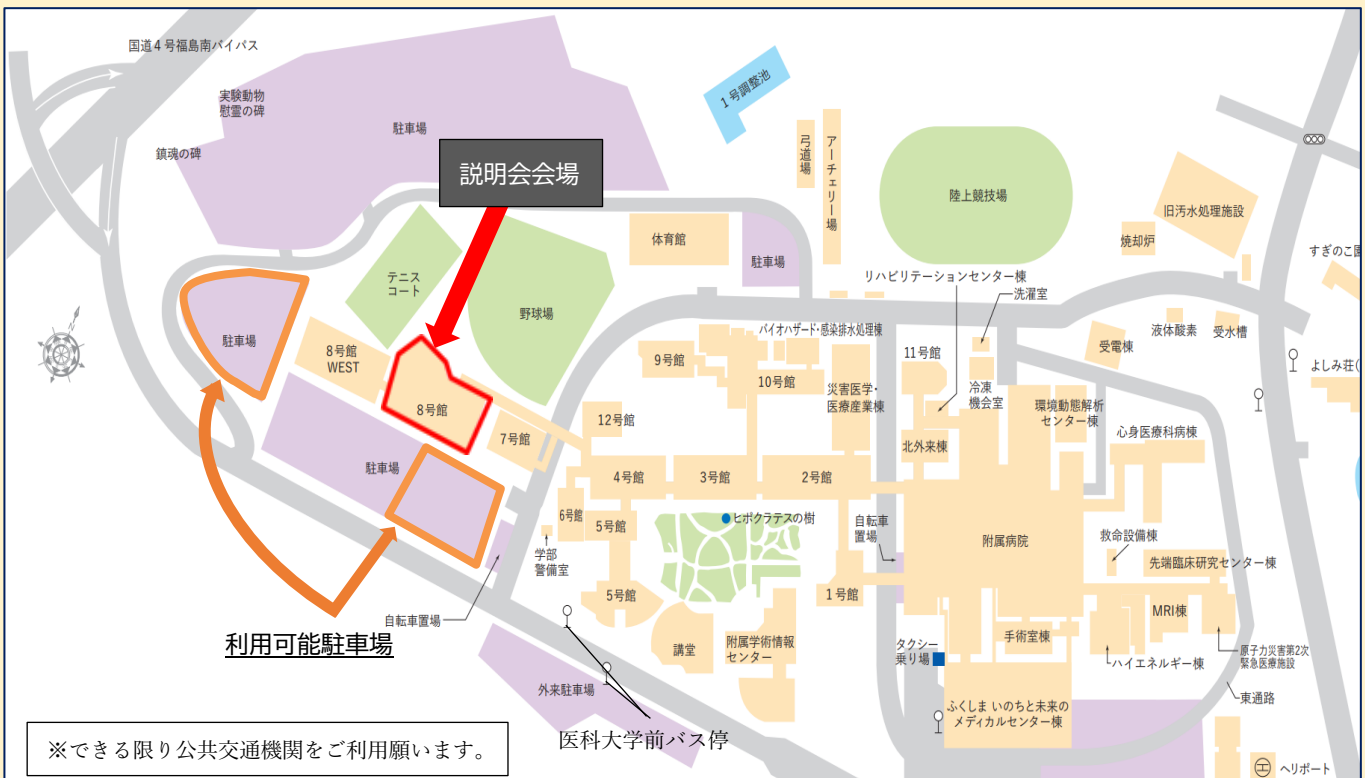 国道4号福島南バイパス
実験動物
慰霊の碑
鎮魂の碑
駐車場
1号調整池
弓道場
アーチェリー場
説明会会場
陸上競技場
旧汚水処理施設
焼却炉
すぎのこ園
体育館
駐車場
テニス
コート
野球場
リハビリテーションセンター棟
洗濯室
駐車場
8号館
WEST
8号館
7号館
駐車場
9号館
バイオハザード・感染排水処理棟
10号館
災害医学・
医療産業棟
11号館
冷凍
機会室
受電棟
液体酸素
受水槽
よしみ荘(
環境動態解析
センター棟
心身医療科病棟
12号館
北外来棟
4号館
3号館
2号館
6号館
5号館
ヒポクラテスの樹
自転車
置場
附属病院
救命設備棟
先端臨床研究センター棟
学部
警備室
5号館
1号館
MRI棟
自転車置場
利用可能駐車場
講堂
附属学術情報
センター
タクシー
乗り場
手術室棟
ハイエネルギー棟
原子力災害第2次
緊急医療施設
東通路
外来駐車場
ふくしま いのちと未来の
メディカルセンター棟
医科大学前バス停
※できる限り公共交通機関をご利用願います。
H
ヘリポート